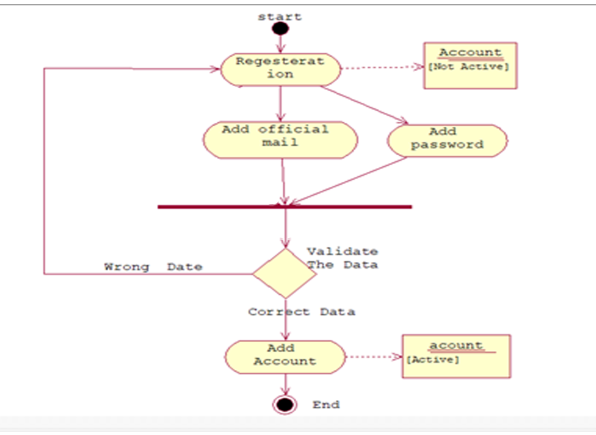 start
Regesterat
ion
Account
[Not Active]
Add official
mail
Add
password
Validate
The Data
Wrong Date
Correct Data
Add
Account
acount
[Active]
End